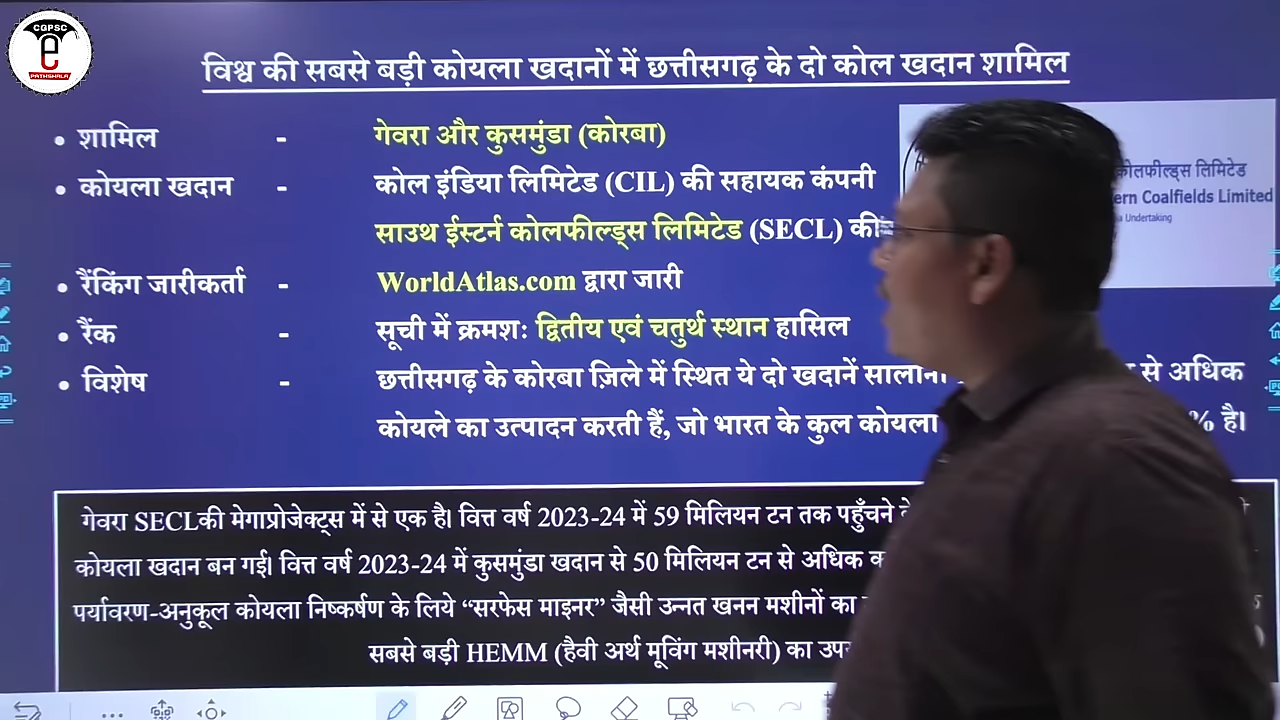 CGPSC
e
PATHSHALA
विश्व की सबसे बड़ी कोयला खदानों में छत्तीसगढ़ के दो कोल खदान शामिल
• शामिल - गेवरा और कुसमुंडा (कोरबा)
• कोयला खदान - कोल इंडिया लिमिटेड (CIL) की सहायक कंपनी
साउथ ईस्टर्न कोलफील्ड्स लिमिटेड (SECL) की
• रैंकिंग जारीकर्ता - WorldAtlas.com द्वारा जारी
• रैंक - सूची में क्रमशः द्वितीय एवं चतुर्थ स्थान हासिल
• विशेष - छत्तीसगढ़ के कोरबा ज़िले में स्थित ये दो खदानें सालाना से अधिक
कोयले का उत्पादन करती हैं, जो भारत के कुल कोयला % है।
कोलफील्ड्स लिमिटेड
ern Coalfields Limited
Undertaking
गेवरा SECLकी मेगाप्रोजेक्ट्स में से एक है। वित्त वर्ष 2023-24 में 59 मिलियन टन तक पहुँचने
कोयला खदान बन गई। वित्त वर्ष 2023-24 में कुसमुंडा खदान से 50 मिलियन टन से अधिक
पर्यावरण-अनुकूल कोयला निष्कर्षण के लिये “सरफेस माइनर” जैसी उन्नत खनन मशीनों का
सबसे बड़ी HEMM (हैवी अर्थ मूविंग मशीनरी) का